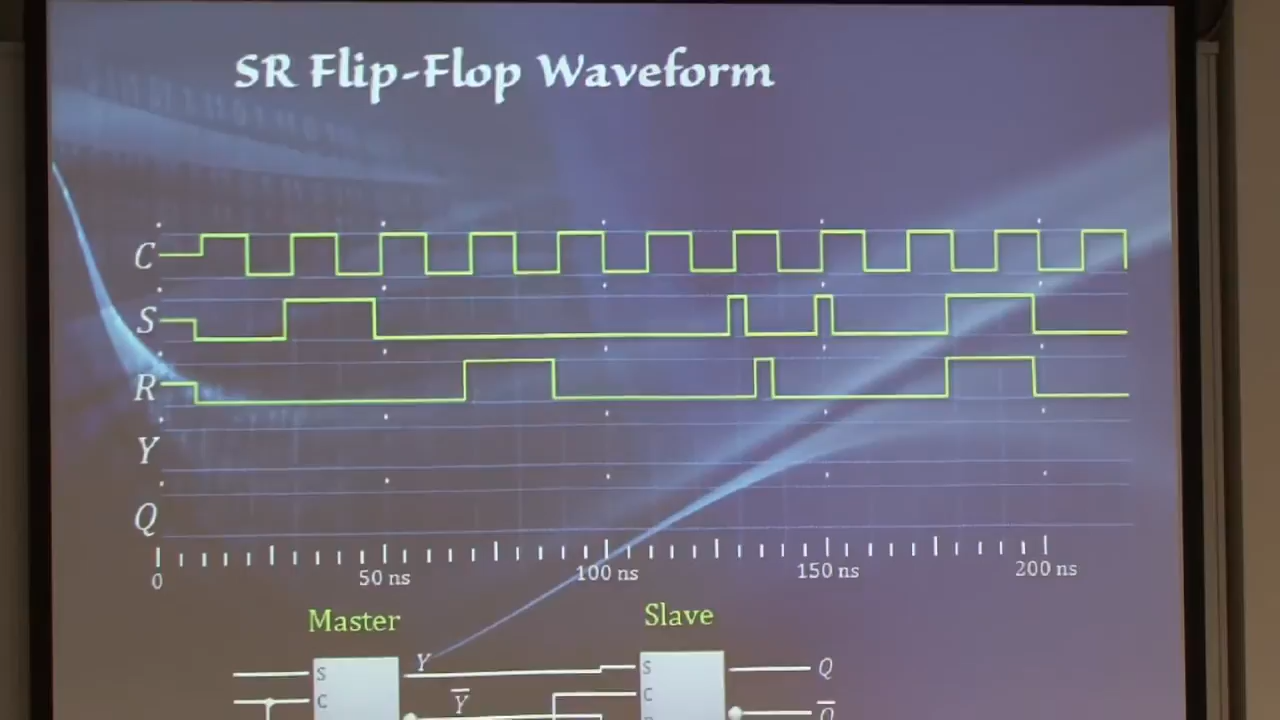 SR Flip-Flop Waveform
C
S
R
Y
Q
0 50 ns 100 ns 150 ns 200 ns
Master Slave
S Y S Q
C Y̅ C Q̅